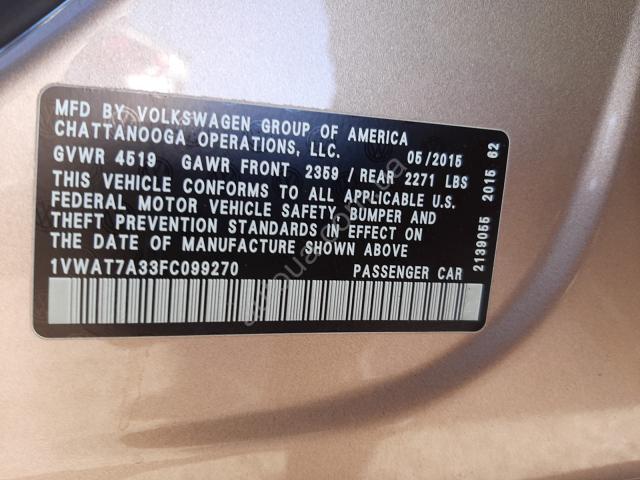 MFD BY VOLKSWAGEN GROUP OF AMERICA
CHATTANOOGA OPERATIONS, LLC. 05/2015
GVWR 4519 GAWR FRONT 2359 / REAR 2271 LBS
THIS VEHICLE CONFORMS TO ALL APPLICABLE U.S.
FEDERAL MOTOR VEHICLE SAFETY, BUMPER AND
THEFT PREVENTION STANDARDS IN EFFECT ON
THE DATE OF MANUFACTURE SHOWN ABOVE
1VWAT7A33FC099270 PASSENGER CAR
2139055 2015 62